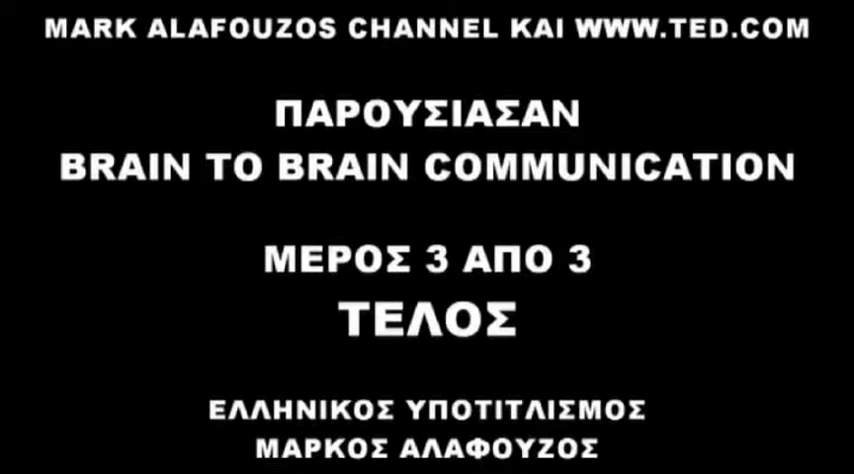 MARK ALAFOUZOS CHANNEL ΚΑΙ WWW.TED.COM
ΠΑΡΟΥΣΙΑΣΑΝ
BRAIN TO BRAIN COMMUNICATION
ΜΕΡΟΣ 3 ΑΠΟ 3
ΤΕΛΟΣ
ΕΛΛΗΝΙΚΟΣ ΥΠΟΤΙΤΛΙΣΜΟΣ
ΜΑΡΚΟΣ ΑΛΑΦΟΥΖΟΣ